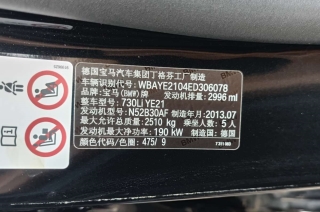 德国宝马汽车集团丁格芬工厂制造
车辆识别代号: WBAYE2104ED306078
品牌: 宝马(BMW)牌 发动机排量: 2996 ml
整车型号: 730Li YE21
发动机型号: N52B30AF 制造年月: 2013.07
最大允许总质量: 2510 kg 乘坐人数: 5人
发动机最大净功率: 190 kW 制造国: 德国
颜色代码/色图: 475/ 9